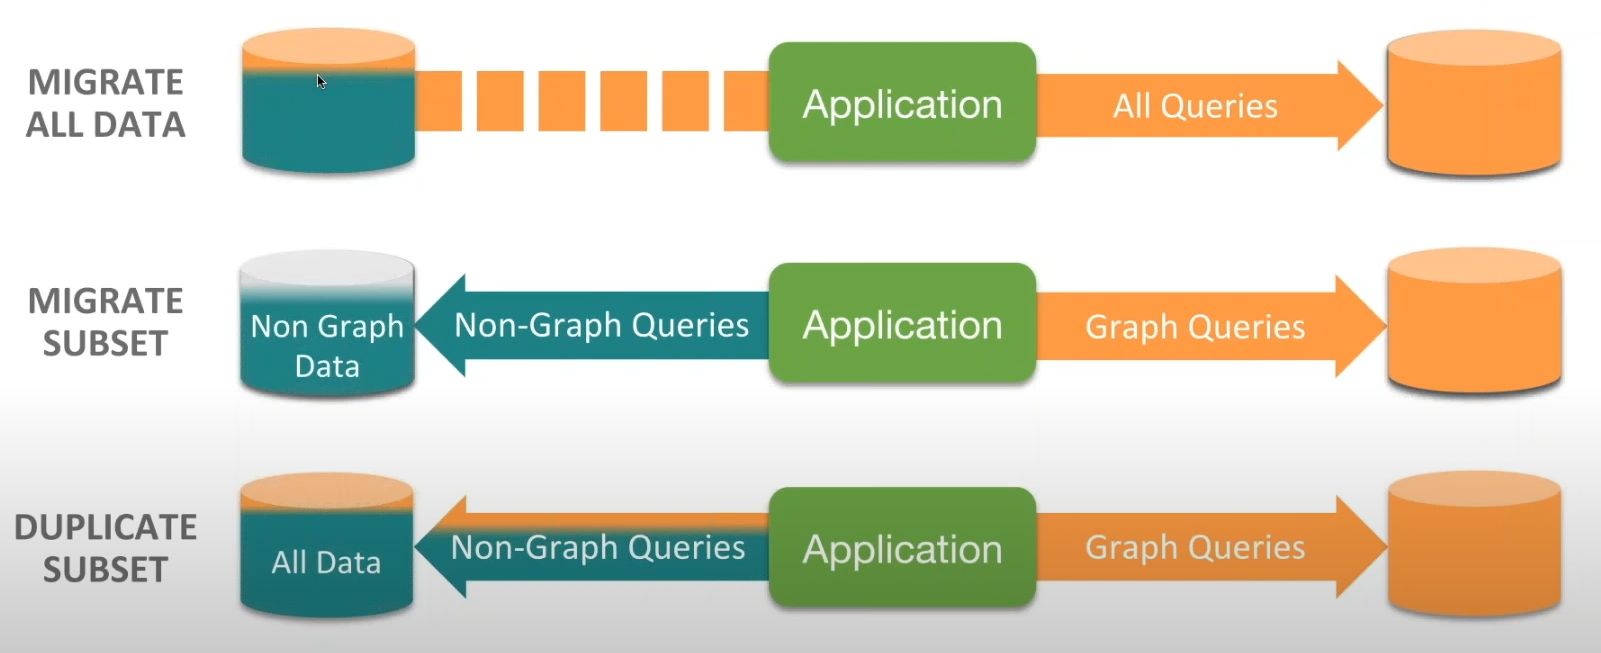 MIGRATE
ALL DATA
Application
All Queries
MIGRATE
SUBSET
Non Graph
Data
Non-Graph Queries
Application
Graph Queries
DUPLICATE
SUBSET
All Data
Non-Graph Queries
Application
Graph Queries